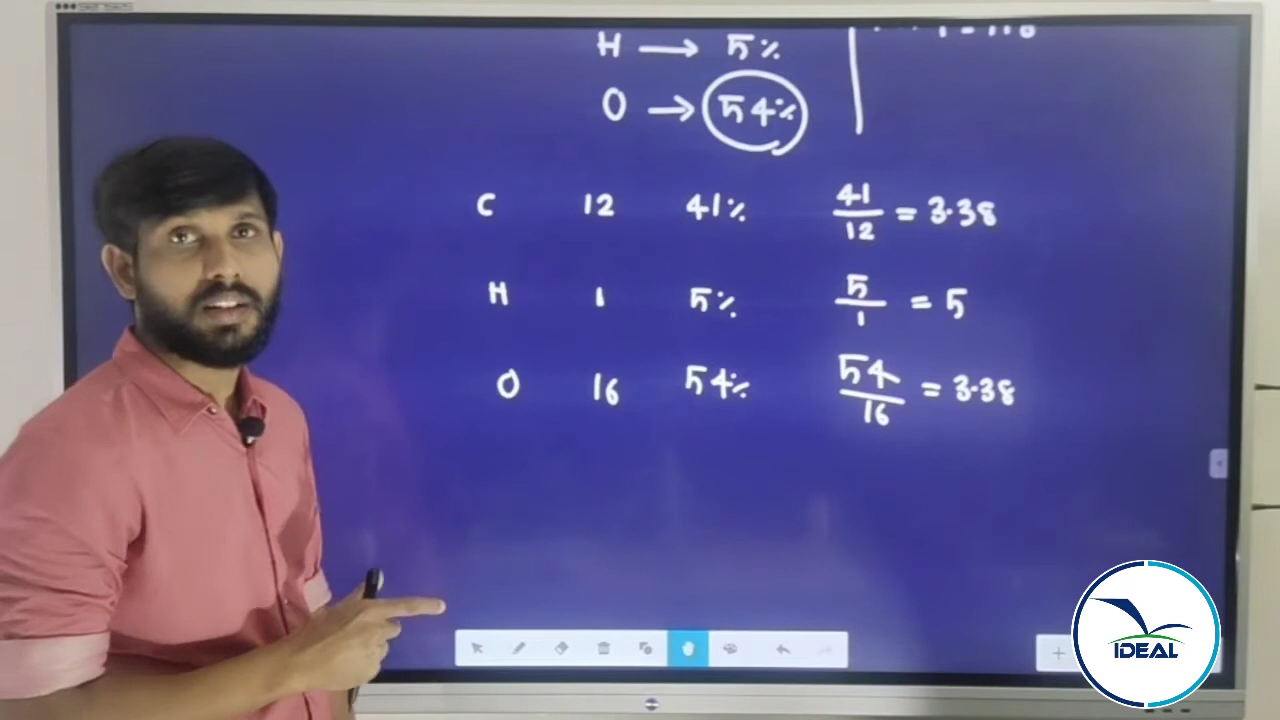 H → 5%
O → 54%
C 12 41% 41/12 = 3.38
H 1 5% 5/1 = 5
O 16 54% 54/16 = 3.38
IDEAL